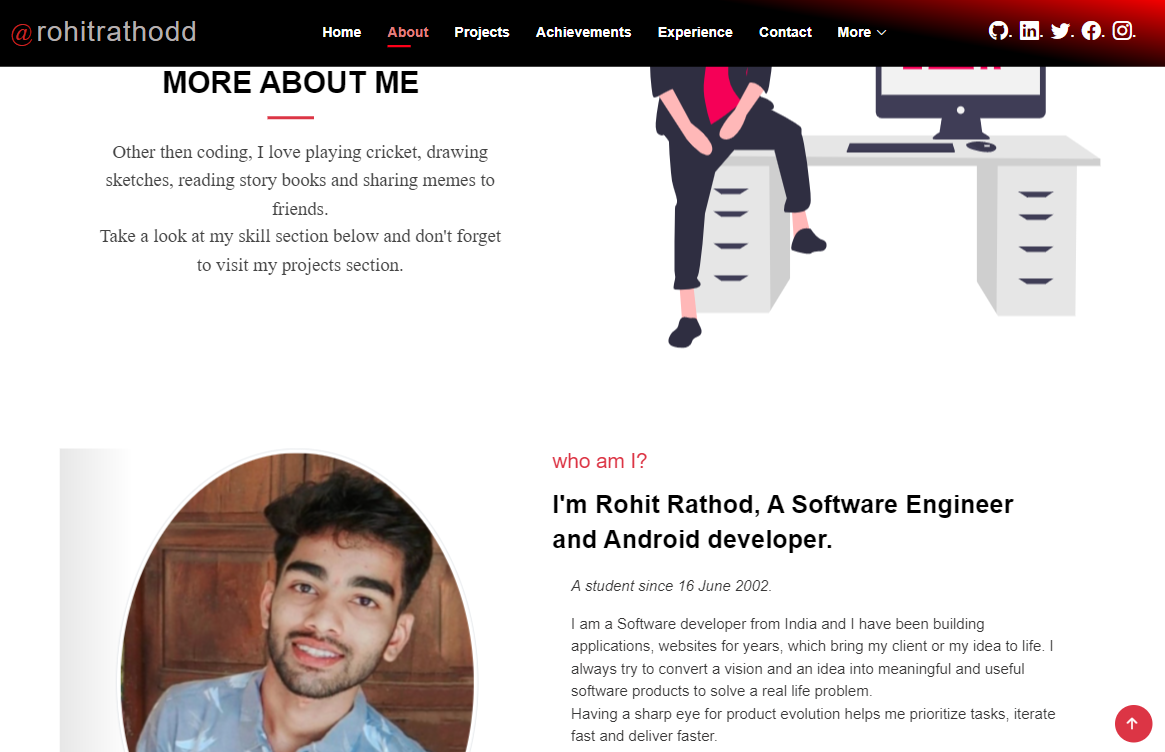 @rohitrathodd
Home About Projects Achievements Experience Contact More
MORE ABOUT ME
Other then coding, I love playing cricket, drawing
sketches, reading story books and sharing memes to
friends.
Take a look at my skill section below and don't forget
to visit my projects section.
who am I?
I'm Rohit Rathod, A Software Engineer
and Android developer.
A student since 16 June 2002.
I am a Software developer from India and I have been building
applications, websites for years, which bring my client or my idea to life. I
always try to convert a vision and an idea into meaningful and useful
software products to solve a real life problem.
Having a sharp eye for product evolution helps me prioritize tasks, iterate
fast and deliver faster.